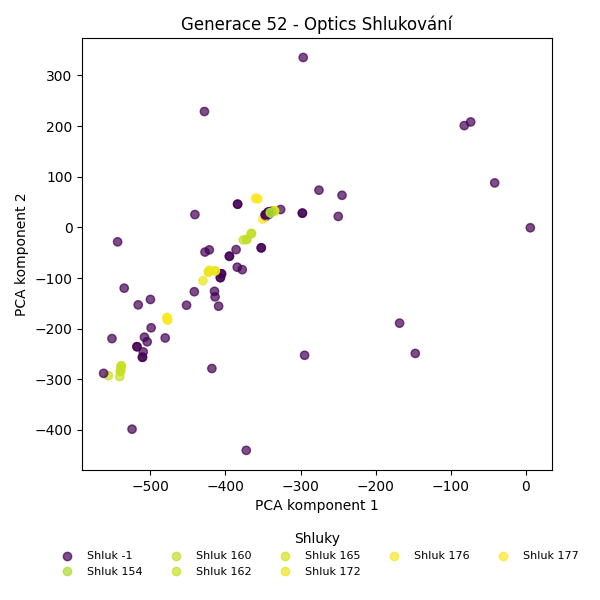 Generace 52 - Optics Shlukování
300
200
100
0
−100
−200
−300
−400
PCA komponent 2
−500 −400 −300 −200 −100 0
PCA komponent 1
Shluky
Shluk -1 Shluk 160 Shluk 165 Shluk 176 Shluk 177
Shluk 154 Shluk 162 Shluk 172